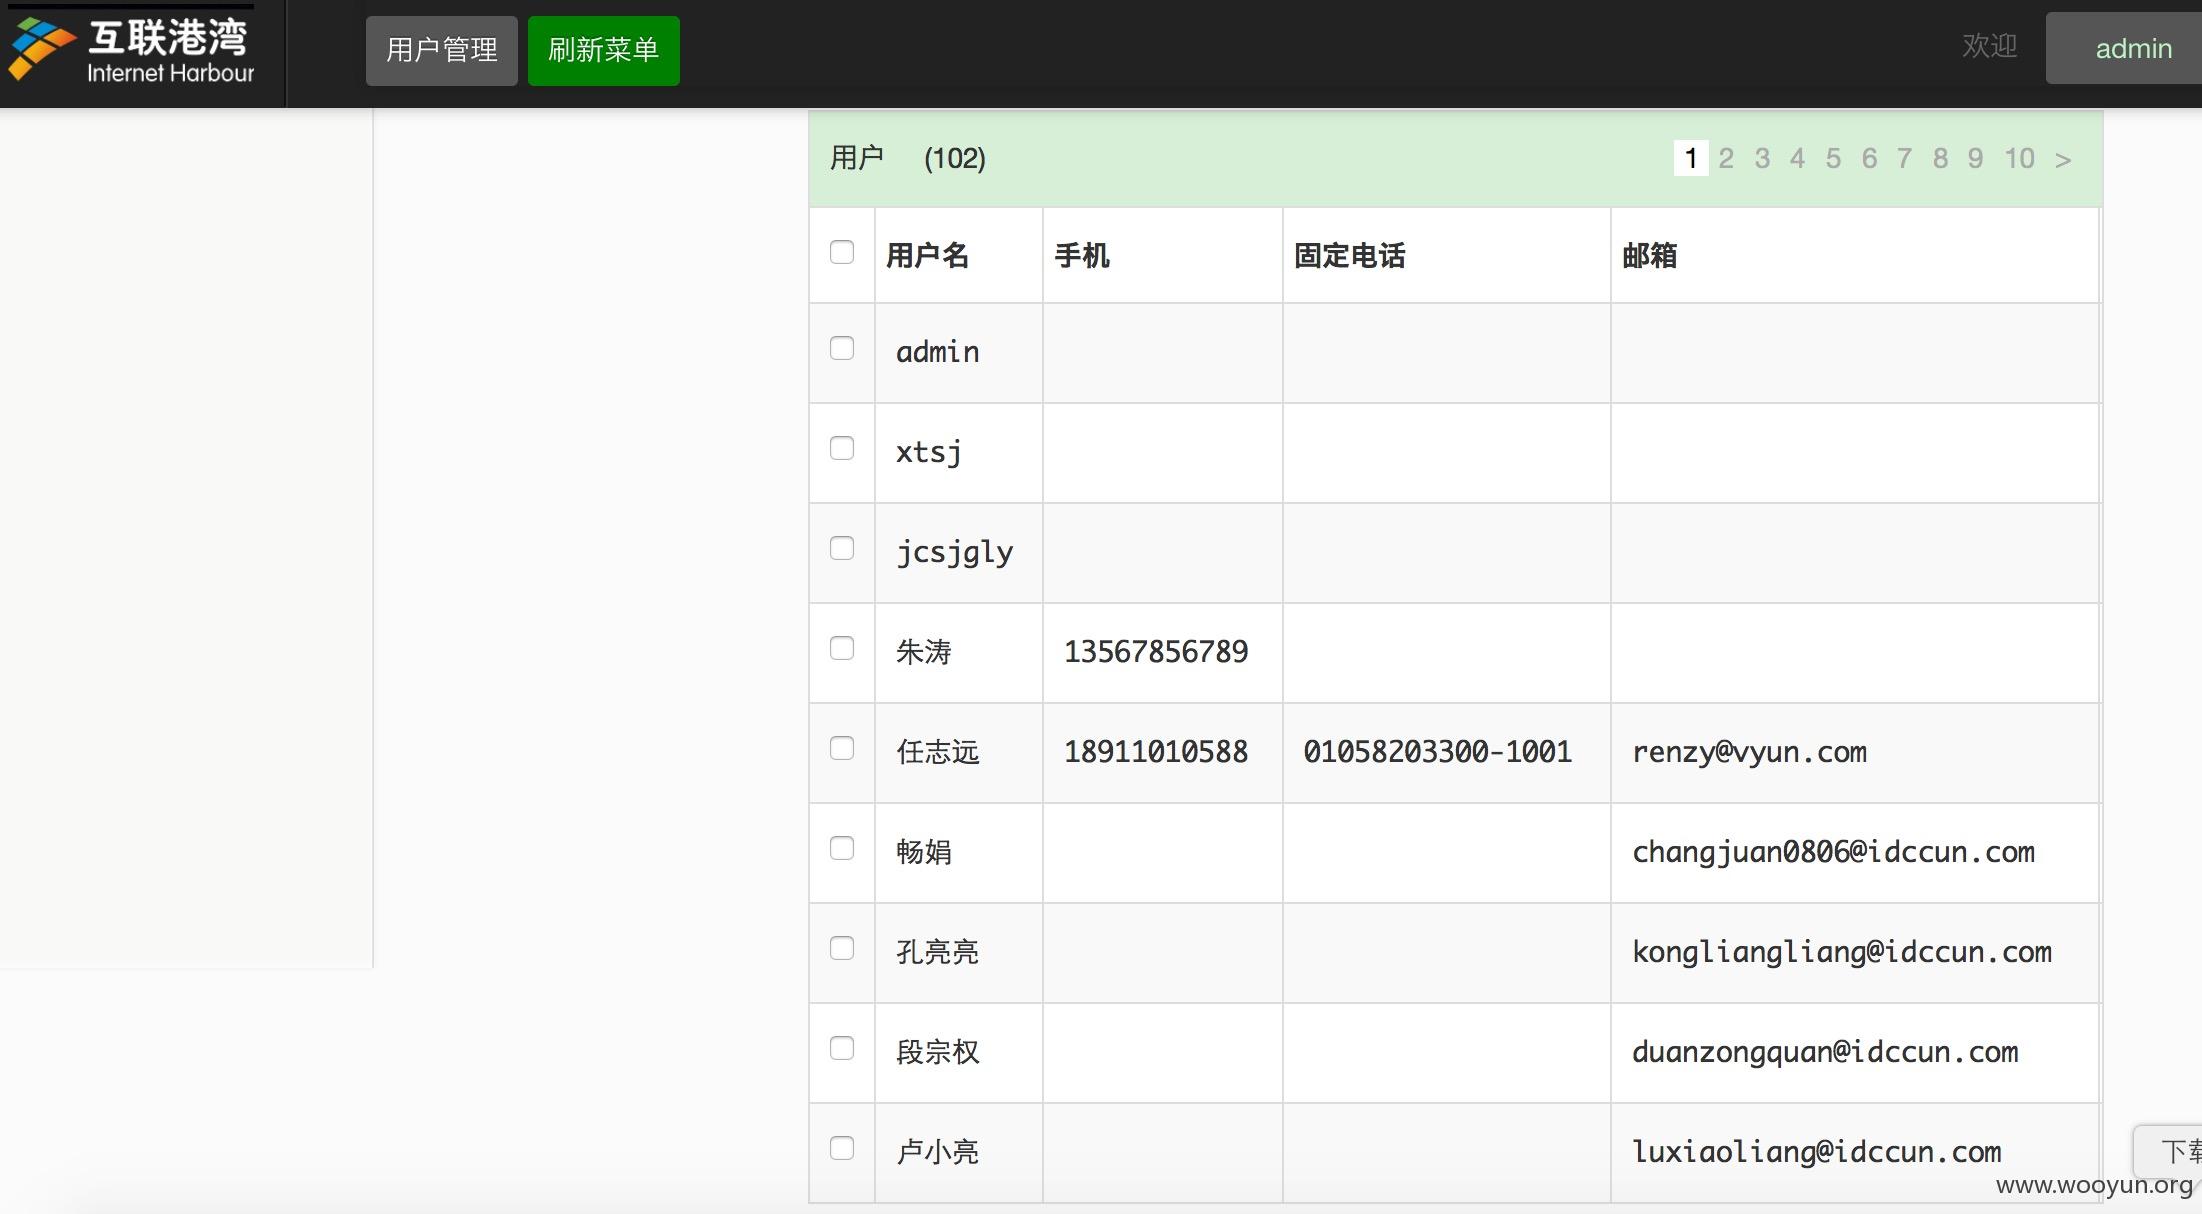 互联港湾
Internet Harbour
用户管理 刷新菜单 欢迎 admin
用户 (102) 1 2 3 4 5 6 7 8 9 10 >
用户名 手机 固定电话 邮箱
admin
xtsj
jcsjgly
朱涛 13567856789
任志远 18911010588 01058203300-1001 renzy@vyun.com
畅娟 changjuan0806@idccun.com
孔亮亮 kongliangliang@idccun.com
段宗权 duanzongquan@idccun.com
卢小亮 luxiaoliang@idccun.com
下载
www.wooyun.org